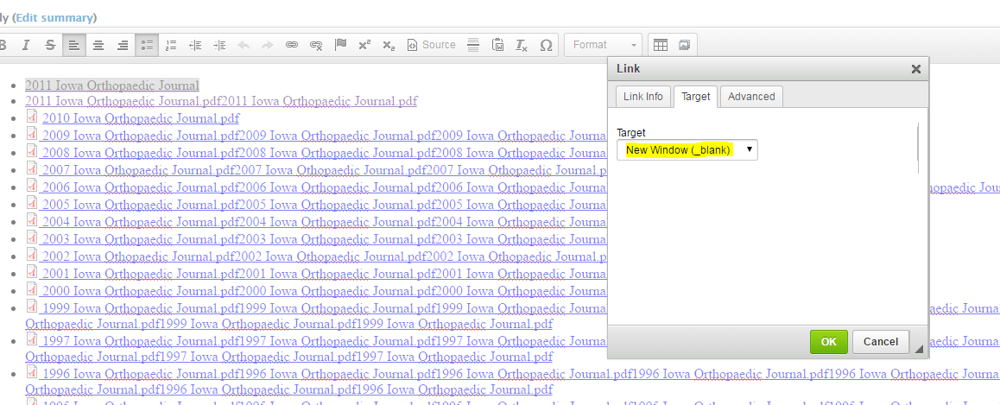 ly (Edit summary)
B I S Source Format
Link
Link Info Target Advanced
Target
New Window (_blank)
OK Cancel
2011 Iowa Orthopaedic Journal
2011 Iowa Orthopaedic Journal.pdf2011 Iowa Orthopaedic Journal.pdf
2010 Iowa Orthopaedic Journal.pdf
2009 Iowa Orthopaedic Journal.pdf2009 Iowa Orthopaedic Journal.pdf2009 Iowa Orthopaedic Journa
2008 Iowa Orthopaedic Journal.pdf2008 Iowa Orthopaedic Journal.pdf2008 Iowa Orthopaedic Journa
2007 Iowa Othopaedic Journal.pdf2007 Iowa Othopaedic Journal.pdf2007 Iowa Othopaedic Journal.p
2006 Iowa Orthopaedic Journal.pdf2006 Iowa Orthopaedic Journal.pdf2006 Iowa Orthopaedic Journa opaedic Jou
2005 Iowa Orthopaedic Journal.pdf2005 Iowa Orthopaedic Journal.pdf2005 Iowa Orthopaedic Journa
2004 Iowa Orthopaedic Journal.pdf2004 Iowa Orthopaedic Journal.pdf2004 Iowa Orthopaedic Journa
2003 Iowa Orthopaedic Journal.pdf2003 Iowa Orthopaedic Journal.pdf2003 Iowa Orthopaedic Journa
2002 Iowa Othopaedic Journal.pdf2002 Iowa Othopaedic Journal.pdf2002 Iowa Othopaedic Journal.p
2001 Iowa Orthopaedic Journal.pdf2001 Iowa Orthopaedic Journal.pdf2001 Iowa Orthopaedic Journa
2000 Iowa Orthopaedic Journal.pdf2000 Iowa Orthopaedic Journal.pdf2000 Iowa Orthopaedic Journa
1999 Iowa Orthopaedic Journal.pdf1999 Iowa Orthopaedic Journal.pdf1999 Iowa Orthopaedic Journa aedic Journa
Orthopaedic Journal.pdf1999 Iowa Orthopaedic Journal.pdf1999 Iowa Orthopaedic Journal.pdf
1997 Iowa Orthopaedic Journal.pdf1997 Iowa Orthopaedic Journal.pdf1997 Iowa Orthopaedic Journa aedic Journa
Orthopaedic Journal.pdf1997 Iowa Orthopaedic Journal.pdf1997 Iowa Orthopaedic Journal.pdf
1996 Iowa Orthopaedic Journal.pdf1996 Iowa Orthopaedic Journal.pdf1996 Iowa Orthopaedic Journal.pdf1996 Iowa Orthopaedic Journal.pdf1996 Iowa Orthopaedic Journa
Orthopaedic Journal.pdf1996 Iowa Orthopaedic Journal.pdf1996 Iowa Orthopaedic Journal.pdf